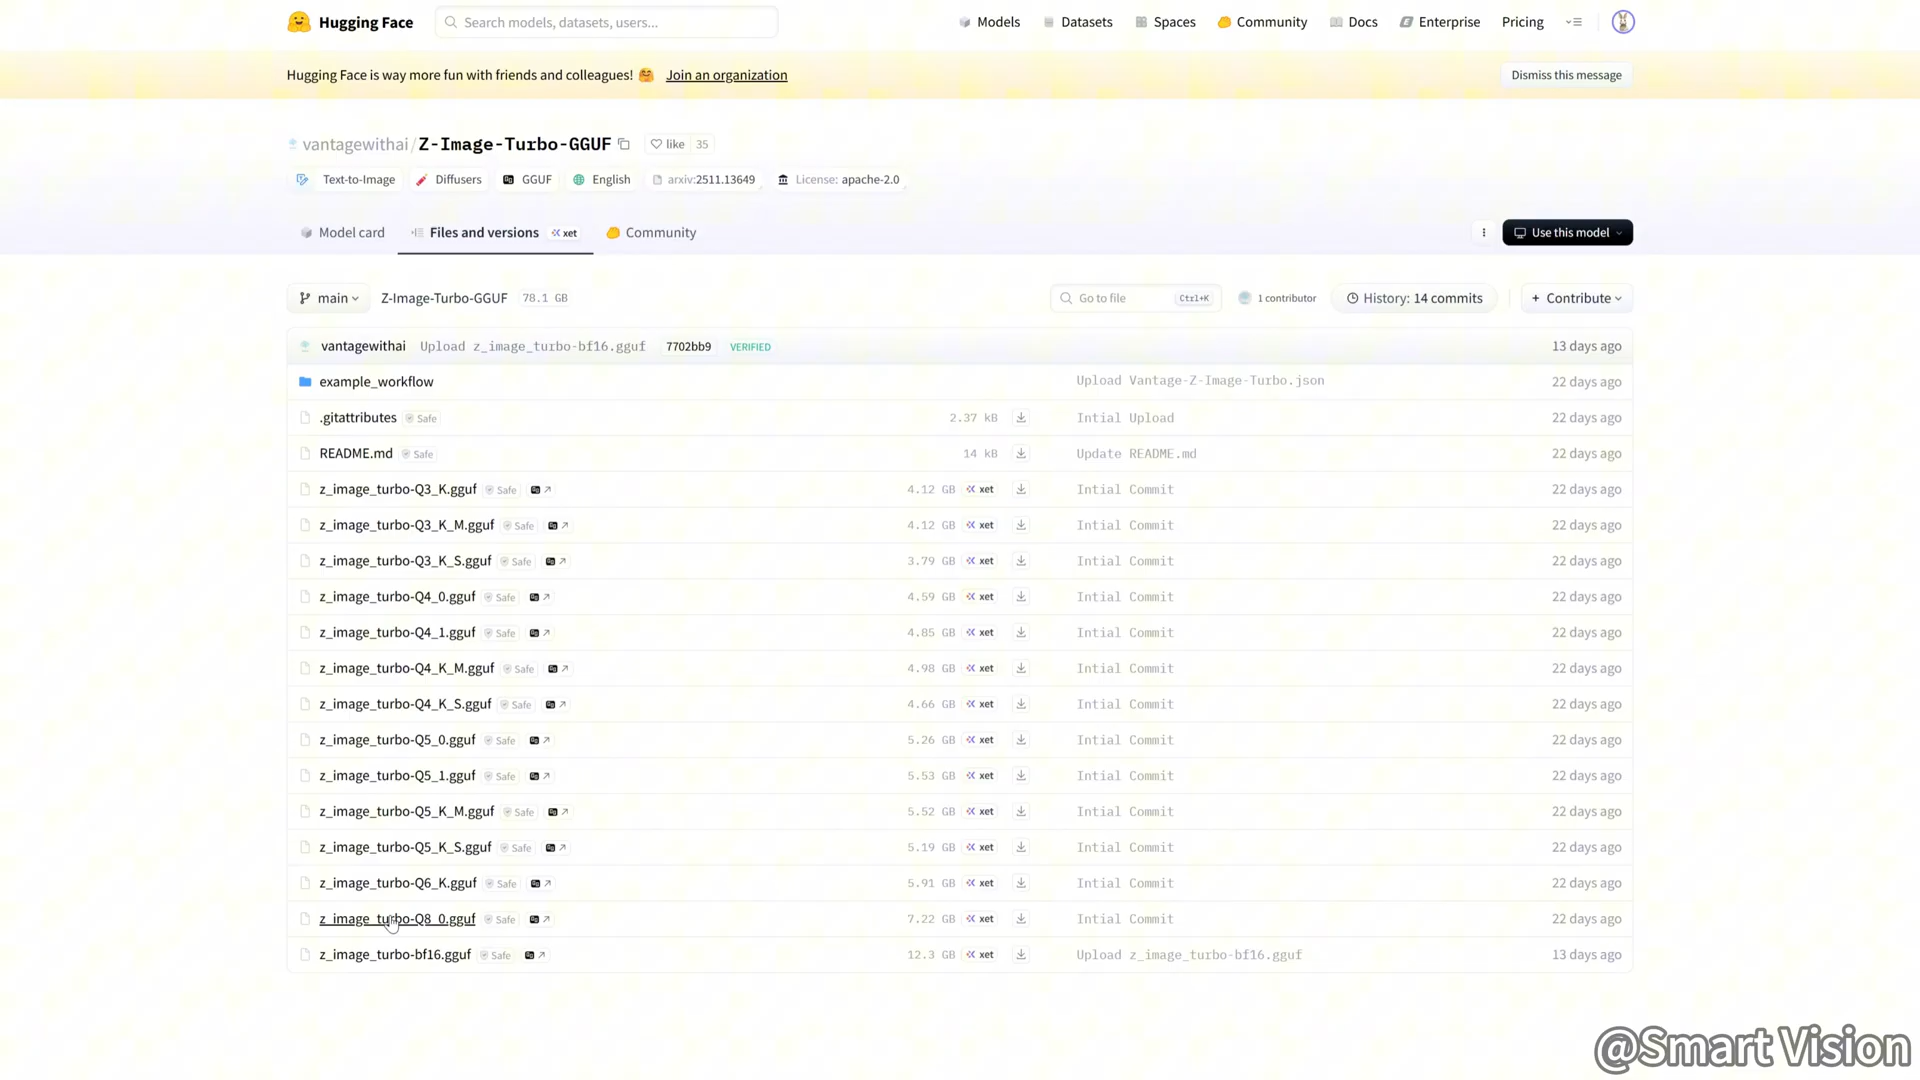 Hugging Face
Search models, datasets, users...
Models
Datasets
Spaces
Community
Docs
Enterprise
Pricing
Hugging Face is way more fun with friends and colleagues! 🤗 Join an organization
Dismiss this message
vantagewithai/Z-Image-Turbo-GGUF
like 35
Text-to-Image
Diffusers
GGUF
English
arxiv:2511.13649
License: apache-2.0
Model card
Files and versions
xet
Community
Use this model
main
Z-Image-Turbo-GGUF 78.1 GB
Go to file
Ctrl+K
1 contributor
History: 14 commits
+ Contribute
vantagewithai Upload z_image_turbo-bf16.gguf 7702bb9 VERIFIED 13 days ago
example_workflow Upload Vantage-Z-Image-Turbo.json 22 days ago
.gitattributes Safe 2.37 kB Intial Upload 22 days ago
README.md Safe 14 kB Update README.md 22 days ago
z_image_turbo-Q3_K.gguf Safe 4.12 GB xet Intial Commit 22 days ago
z_image_turbo-Q3_K_M.gguf Safe 4.12 GB xet Intial Commit 22 days ago
z_image_turbo-Q3_K_S.gguf Safe 3.79 GB xet Intial Commit 22 days ago
z_image_turbo-Q4_0.gguf Safe 4.59 GB xet Intial Commit 22 days ago
z_image_turbo-Q4_1.gguf Safe 4.85 GB xet Intial Commit 22 days ago
z_image_turbo-Q4_K_M.gguf Safe 4.98 GB xet Intial Commit 22 days ago
z_image_turbo-Q4_K_S.gguf Safe 4.66 GB xet Intial Commit 22 days ago
z_image_turbo-Q5_0.gguf Safe 5.26 GB xet Intial Commit 22 days ago
z_image_turbo-Q5_1.gguf Safe 5.53 GB xet Intial Commit 22 days ago
z_image_turbo-Q5_K_M.gguf Safe 5.52 GB xet Intial Commit 22 days ago
z_image_turbo-Q5_K_S.gguf Safe 5.19 GB xet Intial Commit 22 days ago
z_image_turbo-Q6_K.gguf Safe 5.91 GB xet Intial Commit 22 days ago
z_image_turbo-Q8_0.gguf Safe 7.22 GB xet Intial Commit 22 days ago
z_image_turbo-bf16.gguf Safe 12.3 GB xet Upload z_image_turbo-bf16.gguf 13 days ago
@Smart Vision